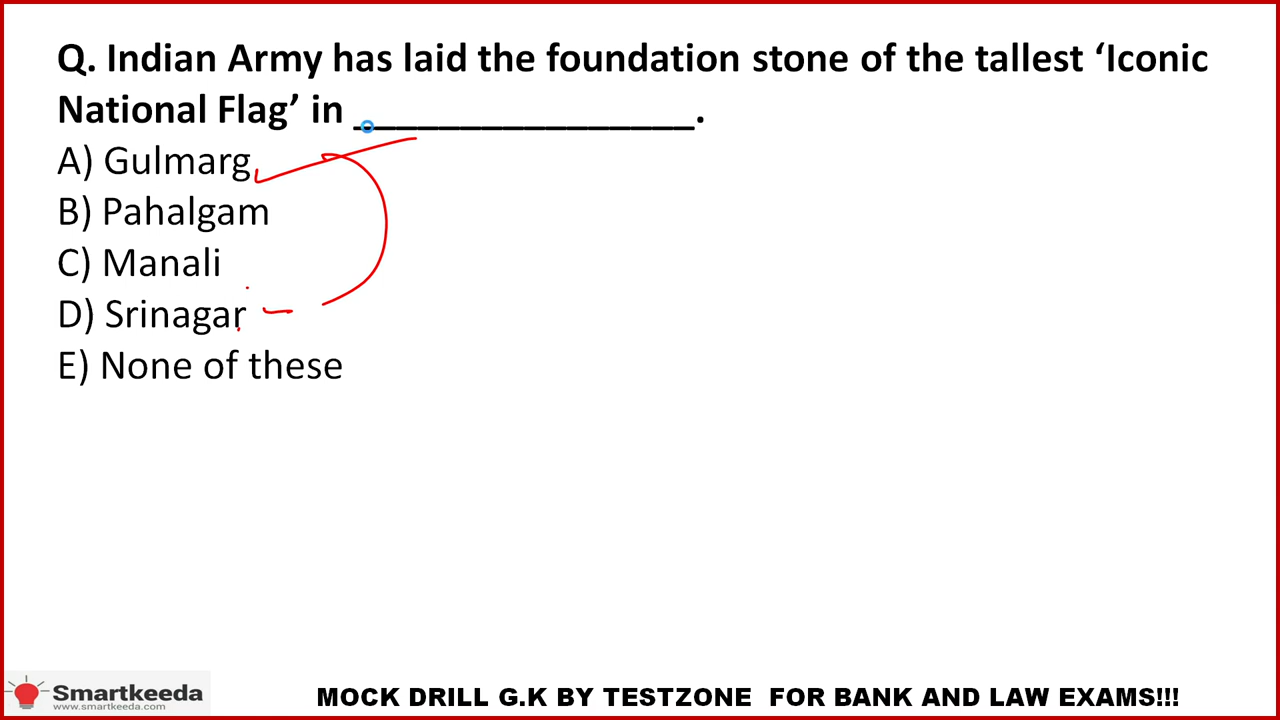 Q. Indian Army has laid the foundation stone of the tallest ‘Iconic
National Flag’ in ________________.
A) Gulmarg
B) Pahalgam
C) Manali
D) Srinagar
E) None of these
Smartkeeda
www.smartkeeda.com
MOCK DRILL G.K BY TESTZONE FOR BANK AND LAW EXAMS!!!